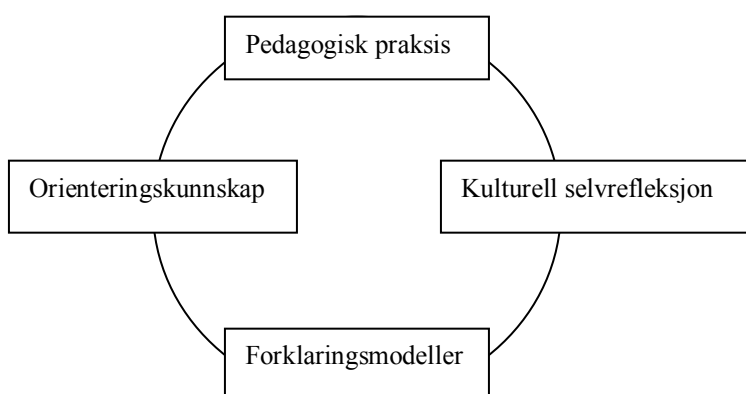 Pedagogisk praksis
Orienteringskunnskap
Kulturell selvrefleksjon
Forklaringsmodeller